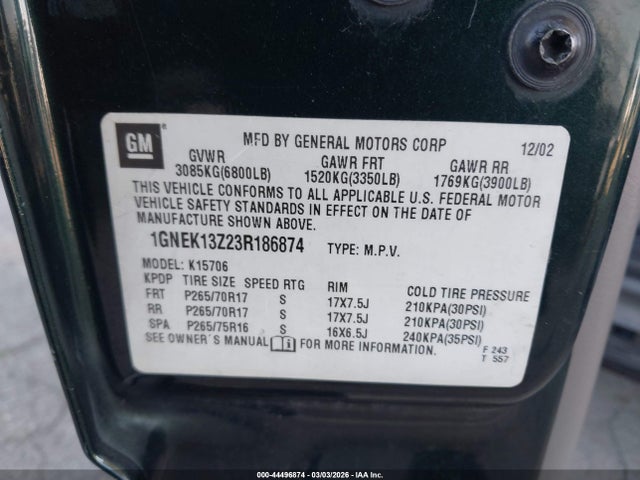 GM
MFD BY GENERAL MOTORS CORP 12/02
GVWR GAWR FRT GAWR RR
3085KG(6800LB) 1520KG(3350LB) 1769KG(3900LB)
THIS VEHICLE CONFORMS TO ALL APPLICABLE U.S. FEDERAL MOTOR
VEHICLE SAFETY STANDARDS IN EFFECT ON THE DATE OF
MANUFACTURE SHOWN ABOVE.
1GNEK13Z23R186874 TYPE: M.P.V.
MODEL: K15706
KPDP TIRE SIZE SPEED RTG RIM COLD TIRE PRESSURE
FRT P265/70R17 S 17X7.5J 210KPA(30PSI)
RR P265/70R17 S 17X7.5J 210KPA(30PSI)
SPA P265/75R16 S 16X6.5J 240KPA(35PSI)
SEE OWNER'S MANUAL FOR MORE INFORMATION.
F 243
T 557
000-44496874 | 03/03/2026 - IAA Inc. |